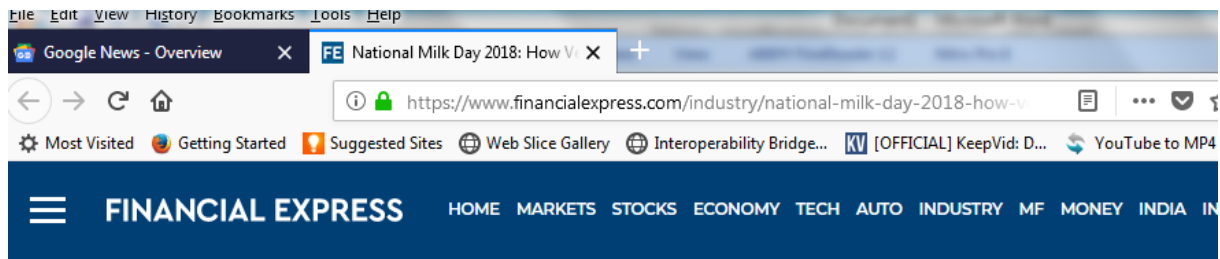 File Edit View History Bookmarks Tools Help
Google News - Overview National Milk Day 2018: How V
https://www.financialexpress.com/industry/national-milk-day-2018-how-v
Most Visited Getting Started Suggested Sites Web Slice Gallery Interoperability Bridge... KV [OFFICIAL] KeepVid: D... YouTube to MP4
FINANCIAL EXPRESS HOME MARKETS STOCKS ECONOMY TECH AUTO INDUSTRY MF MONEY INDIA IN